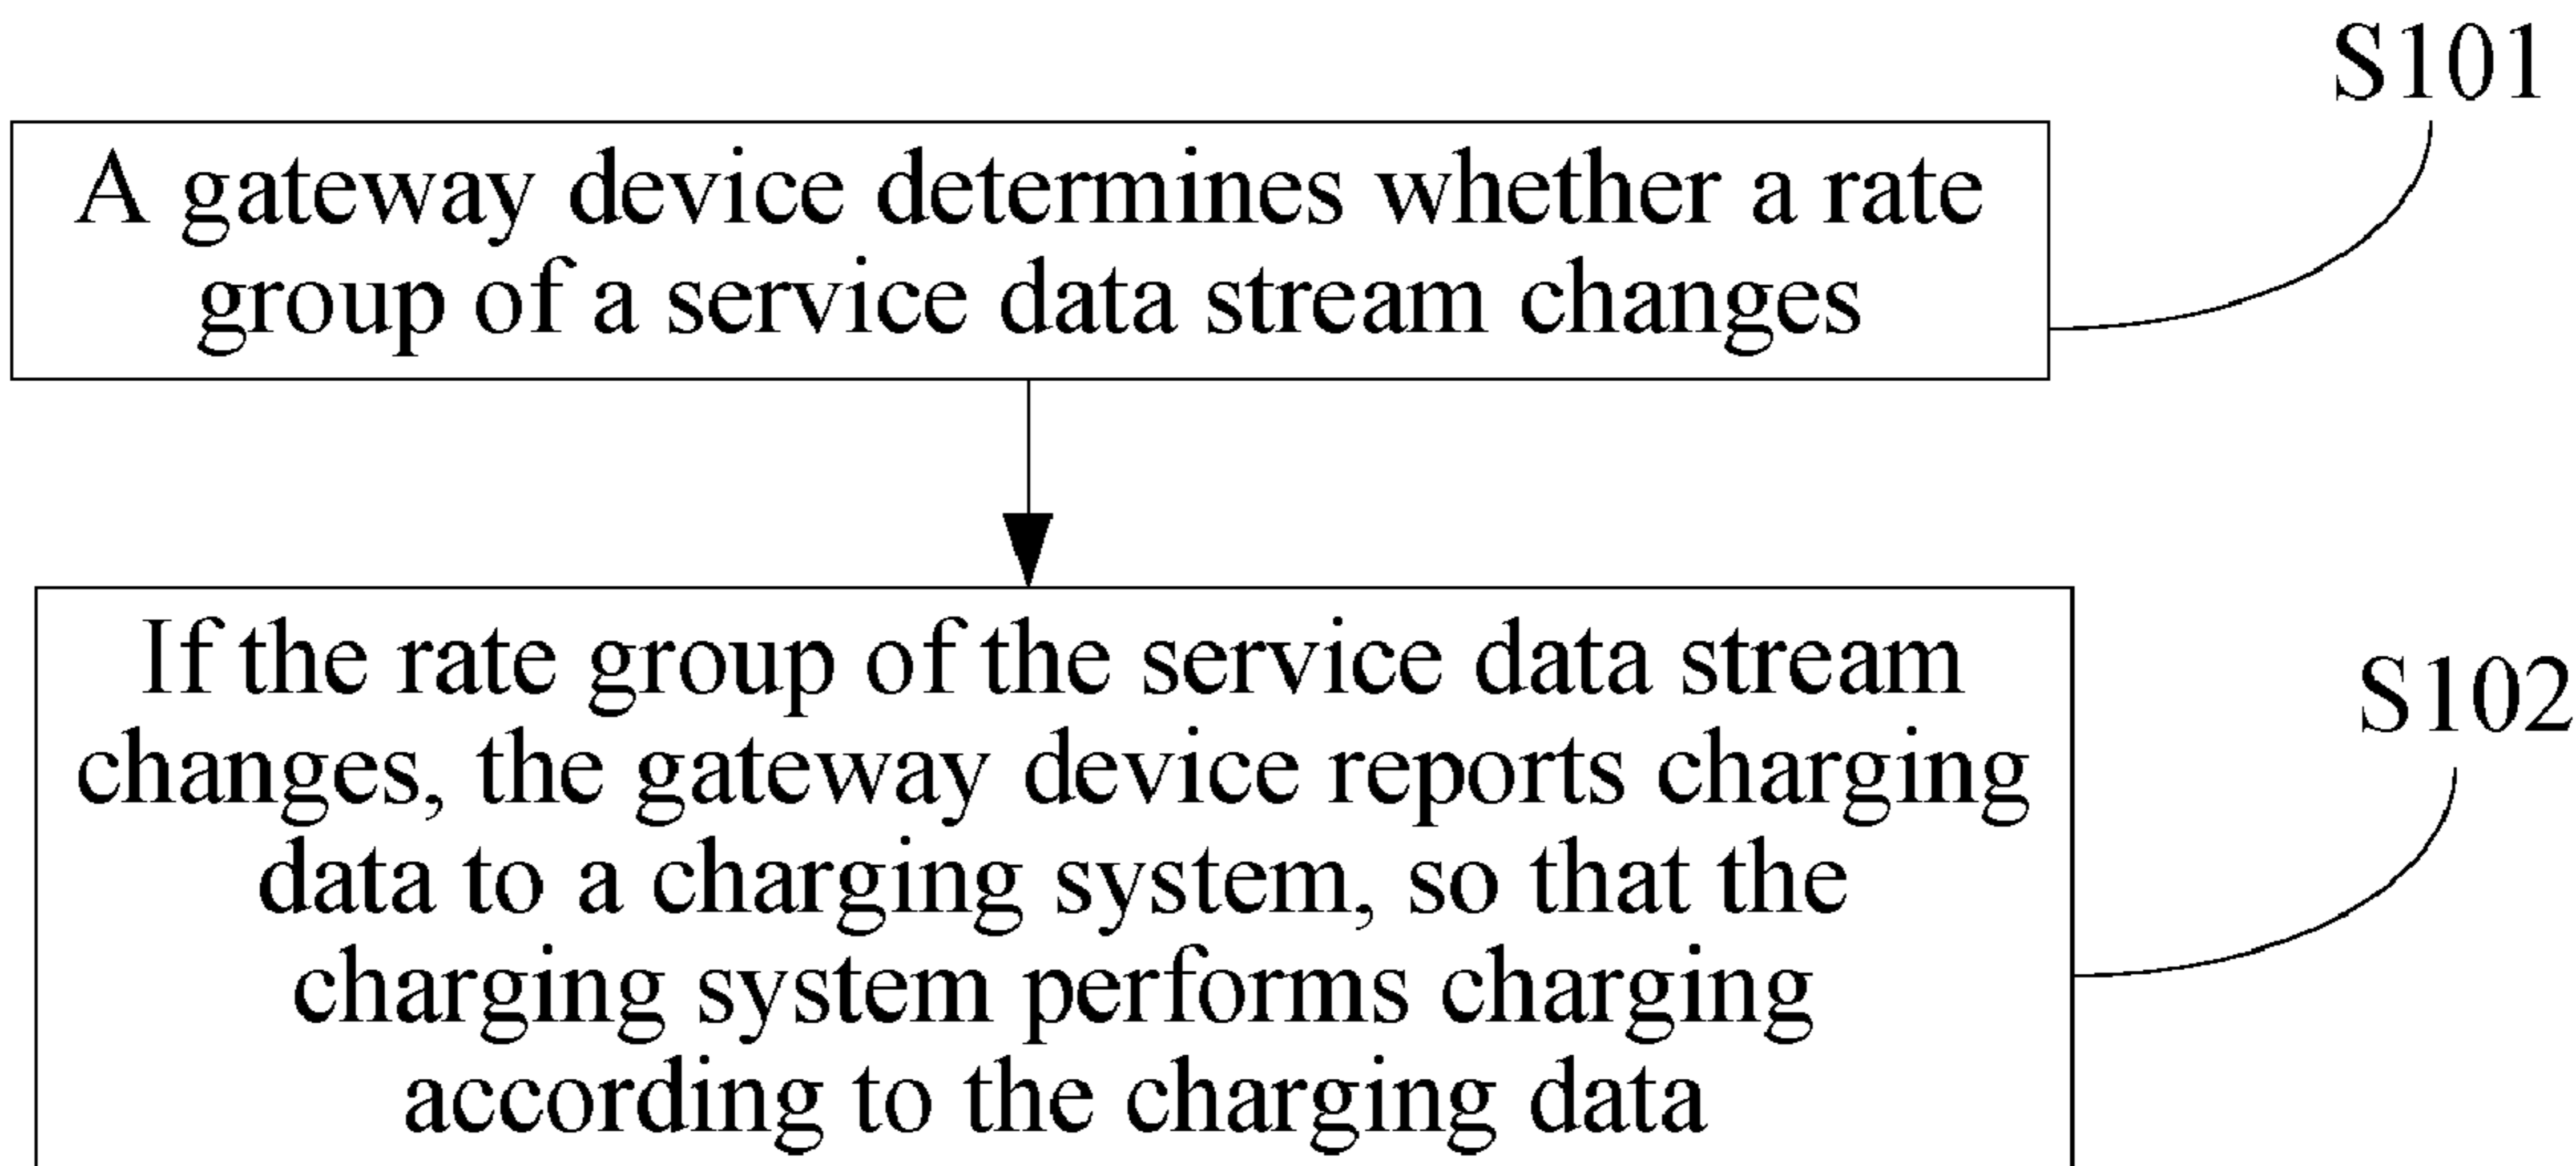 S101
A gateway device determines whether a rate
group of a service data stream changes
If the rate group of the service data stream
S102
changes, the gateway device reports charging
data to a charging system, so that the
charging system performs charging
according to the charging data